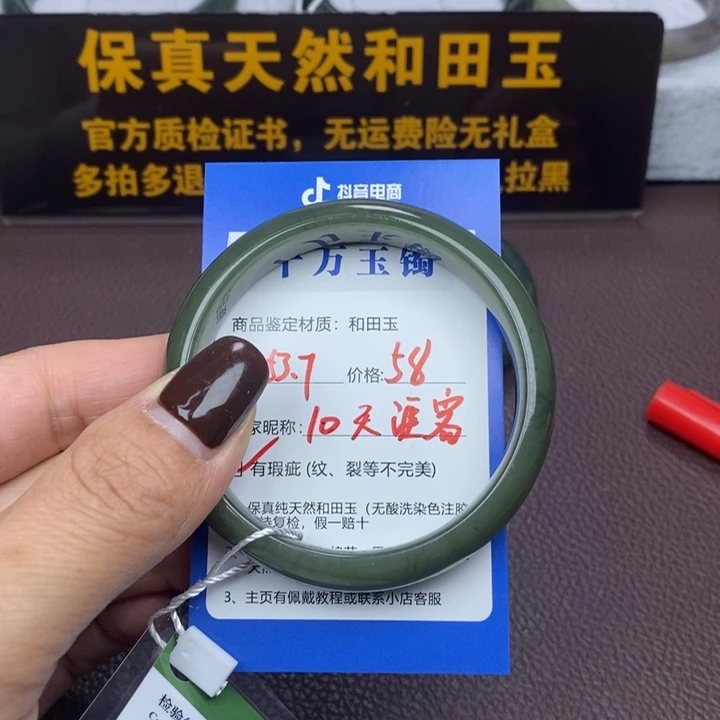 保真天然和田玉
官方质检证书，无运费险无礼盒
多拍多退 拉黑
抖音电商
万玉镯
商品鉴定材质：和田玉
53.7 价格:58
家昵称: 10天
有瑕疵 (纹、裂等不完美)
保真纯天然和田玉（无酸洗染色注胶
复检，假一赔十
3、主页有佩戴教程或联系小店客服
检验